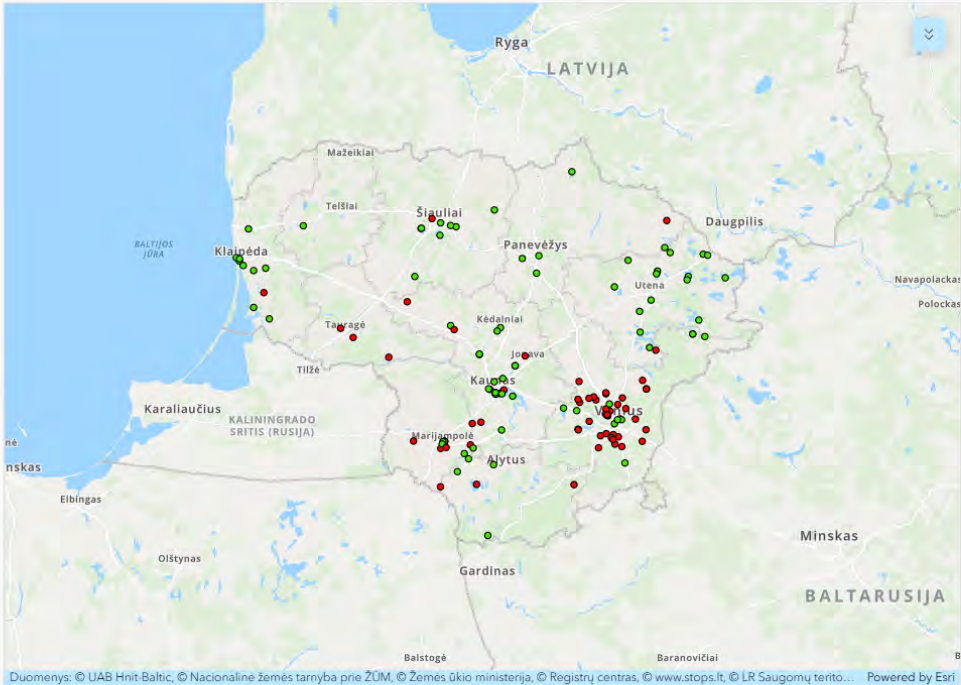 Ryga
LATVIJA
Mažeikiai
Telšiai
Šiauliai
Daugpilis
BALTIJOS
JŪRA
Klaipėda
Panevėžys
Utena
Navapolackas
Polockas
Tauragė
Kėdainiai
Jonava
Tilžė
Kaunas
Karaliaučius
KALININGRADO
SRITIS (RUSIJA)
Vilnius
Marijampolė
Alytus
nė
nskas
Elbingas
Minskas
Olštynas
Gardinas
BALTARUSIJA
Balstogė
Baranovičiai
B
Duomenys: © UAB Hnit-Baltic, © Nacionalinė žemės tarnyba prie ŽŪM, © Žemės ūkio ministerija, © Registrų centras, © www.stops.lt, © LR Saugomų terito... Powered by Esri